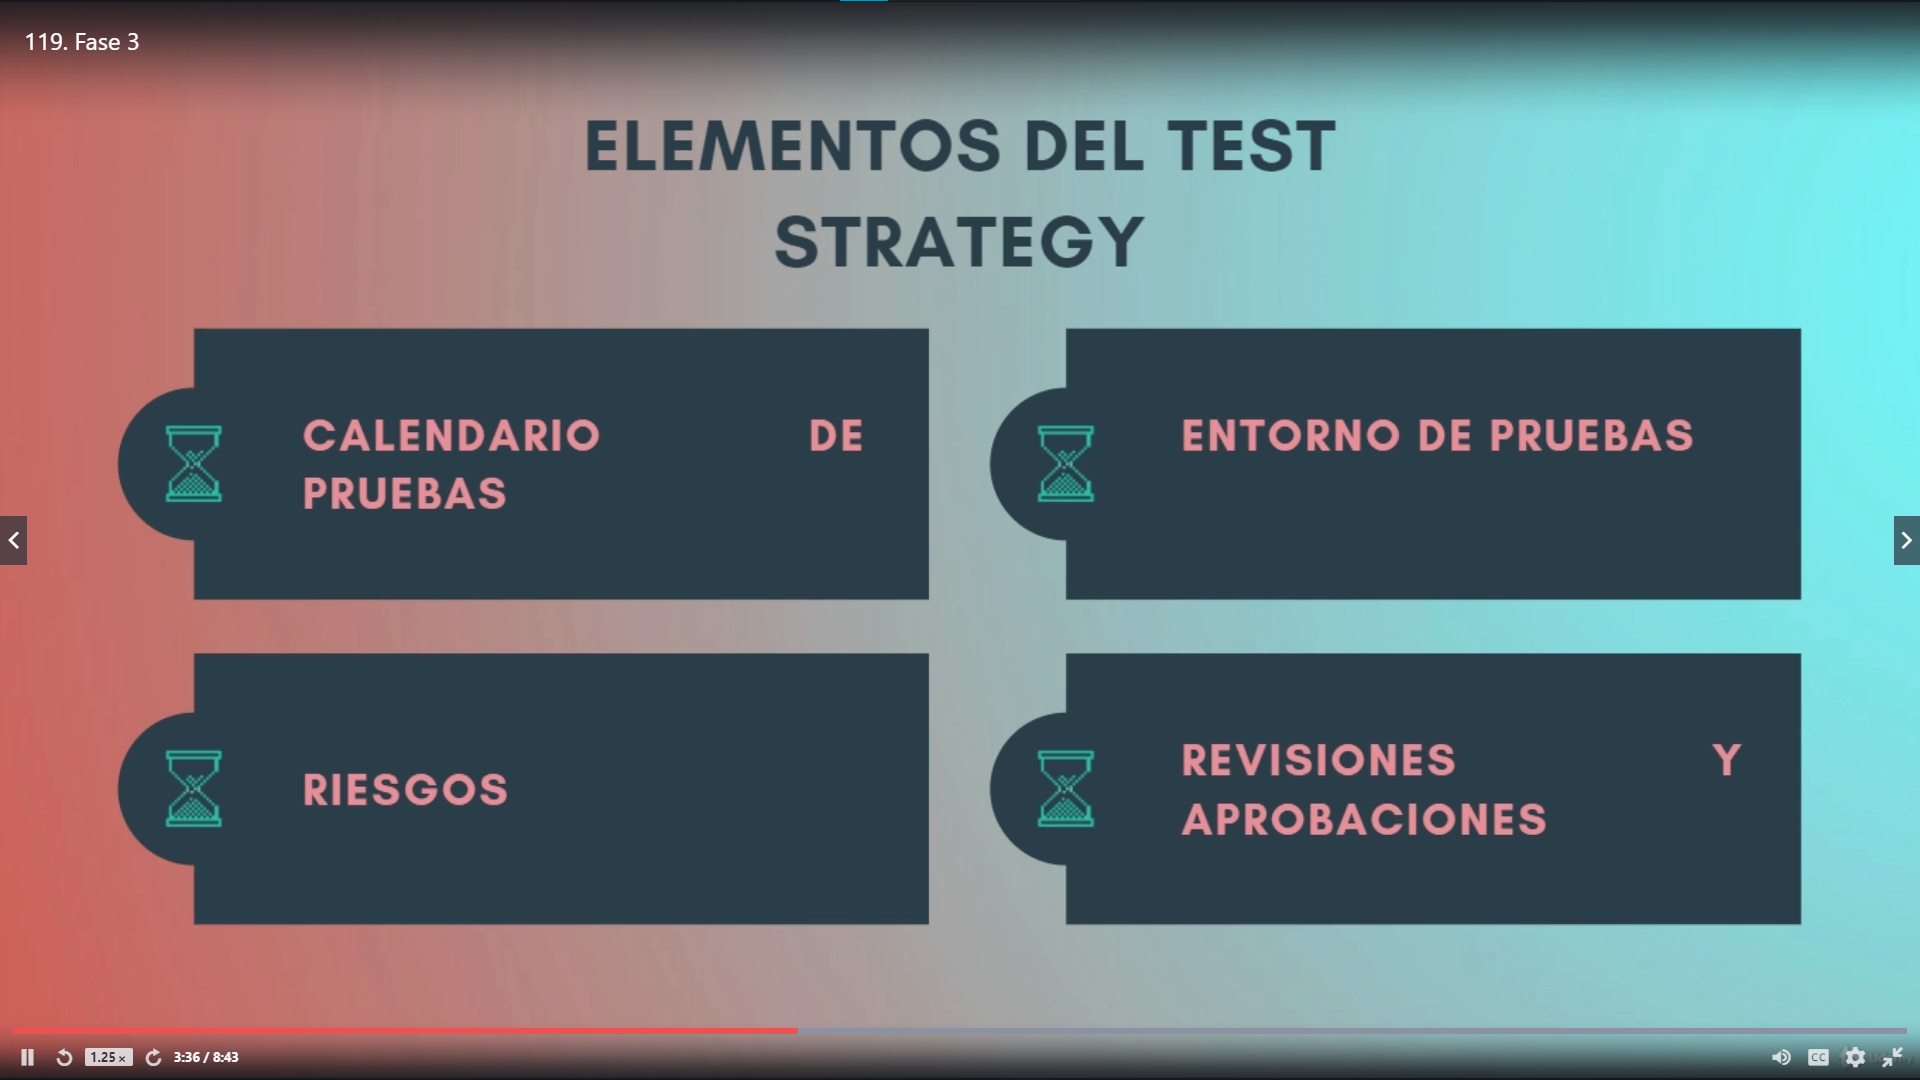 119. Fase 3
ELEMENTOS DEL TEST
STRATEGY
CALENDARIO DE
PRUEBAS
ENTORNO DE PRUEBAS
RIESGOS
REVISIONES Y
APROBACIONES
1.25×
3:36 / 8:43
CC